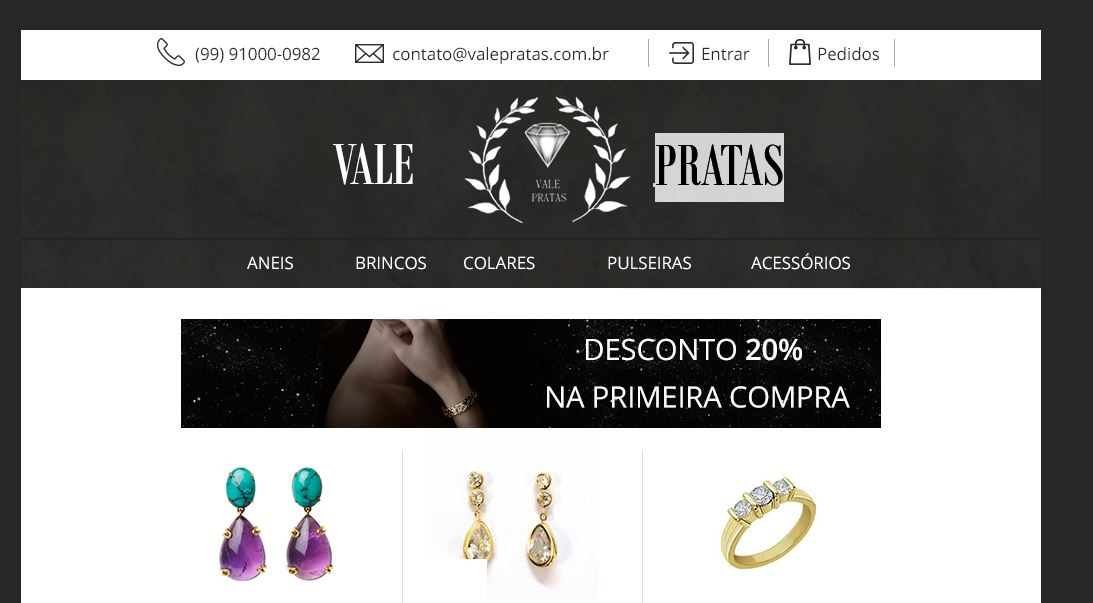 (99) 91000-0982 contato@valepratas.com.br Entrar Pedidos
VALE PRATAS
VALE
PRATAS
ANEIS BRINCOS COLARES PULSEIRAS ACESSÓRIOS
DESCONTO 20%
NA PRIMEIRA COMPRA